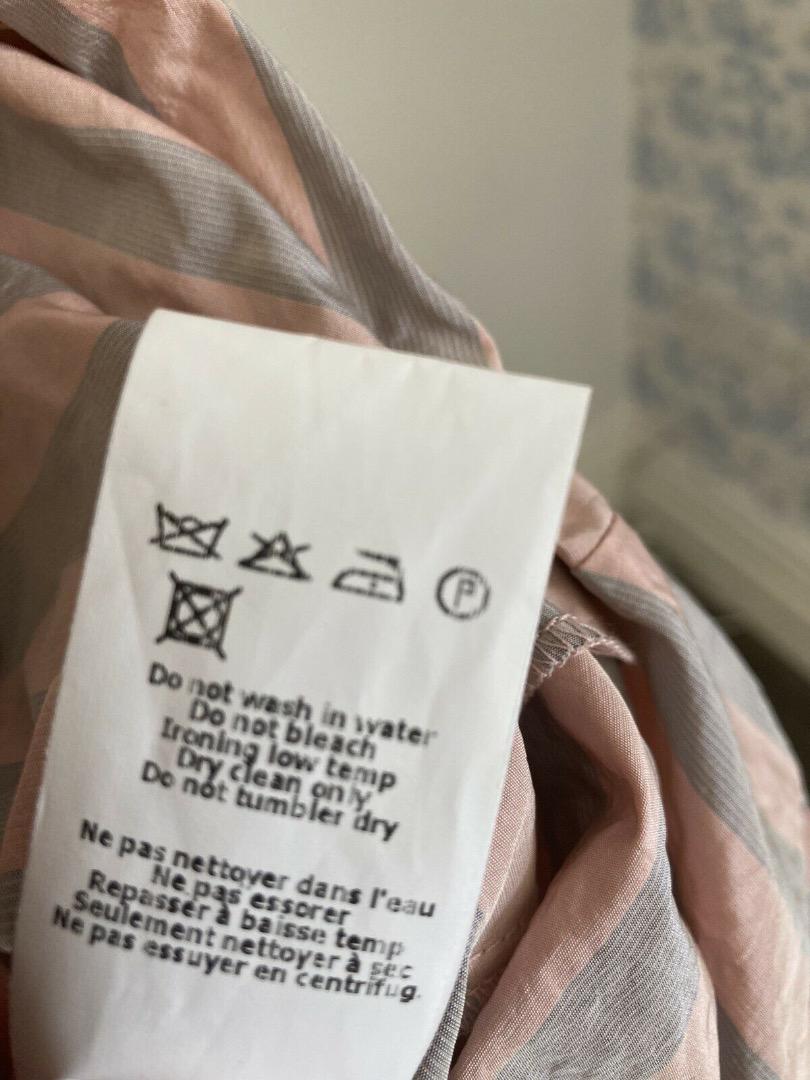 P
Do not wash in water
Do not bleach
Ironing low temp
Dry clean only
Do not tumbler dry
Ne pas nettoyer dans l'eau
Ne pas essorer
Repasser à baisse temp
Seulement nettoyer à sec
Ne pas essuyer en centrifug.